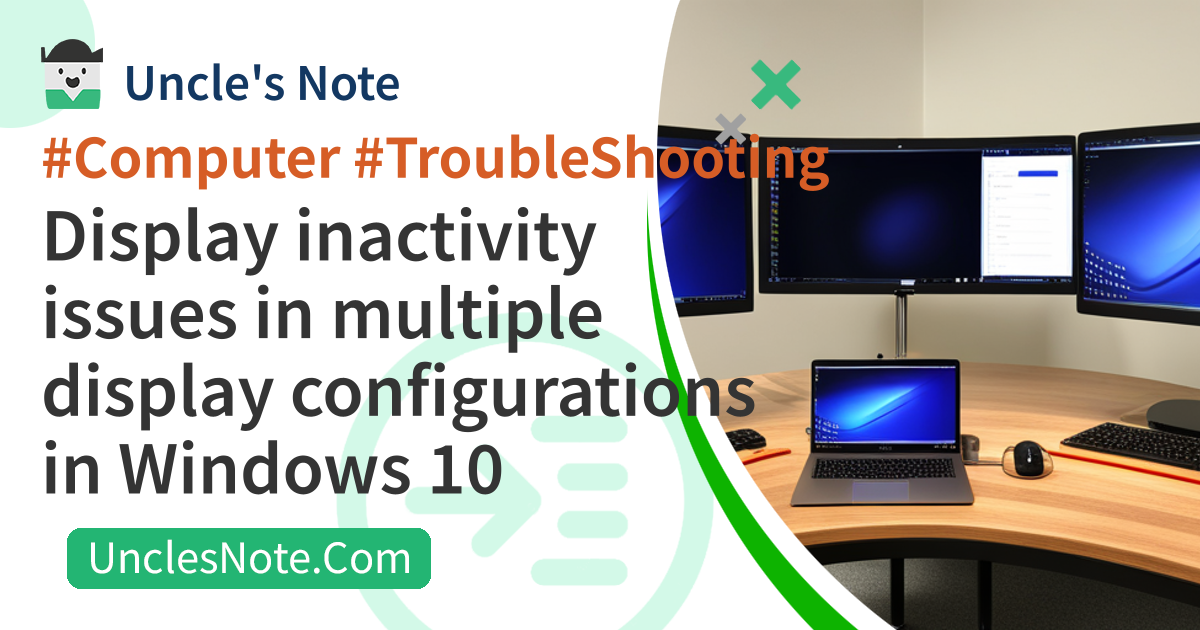 Uncle's Note
#Computer #TroubleShooting
Display inactivity
issues in multiple
display configurations
in Windows 10
UnclesNote.Com